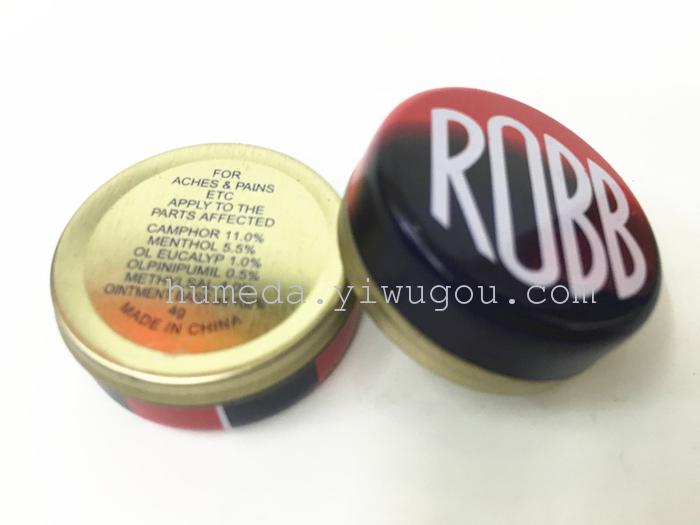 FOR
ACHES & PAINS
ETC
APPLY TO THE
PARTS AFFECTED
CAMPHOR 11.0%
MENTHOL 5.5%
OL EUCALYP 1.0%
OLPINIPUMIL 0.5%
OINTMENT
4g
MADE IN CHINA
ROBB
humeda.yiwugou.com